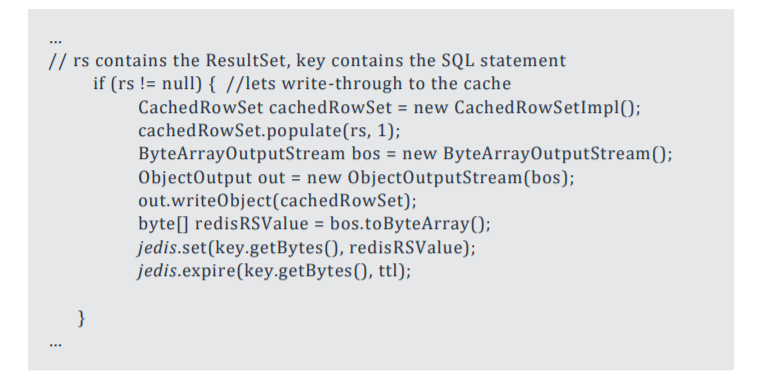 ...
// rs contains the ResultSet, key contains the SQL statement
if (rs != null) { //lets write-through to the cache
CachedRowSet cachedRowSet = new CachedRowSetImpl();
cachedRowSet.populate(rs, 1);
ByteArrayOutputStream bos = new ByteArrayOutputStream();
ObjectOutput out = new ObjectOutputStream(bos);
out.writeObject(cachedRowSet);
byte[] redisRSValue = bos.toByteArray();
jedis.set(key.getBytes(), redisRSValue);
jedis.expire(key.getBytes(), ttl);
}
...